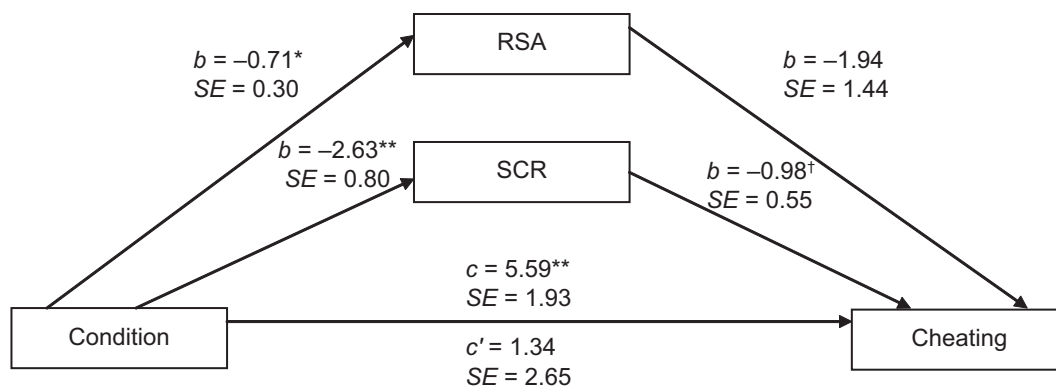 RSA
b = –0.71*
SE = 0.30
b = –1.94
SE = 1.44
b = –2.63**
SE = 0.80
SCR
b = –0.98†
SE = 0.55
c = 5.59**
SE = 1.93
Condition
Cheating
c′ = 1.34
SE = 2.65